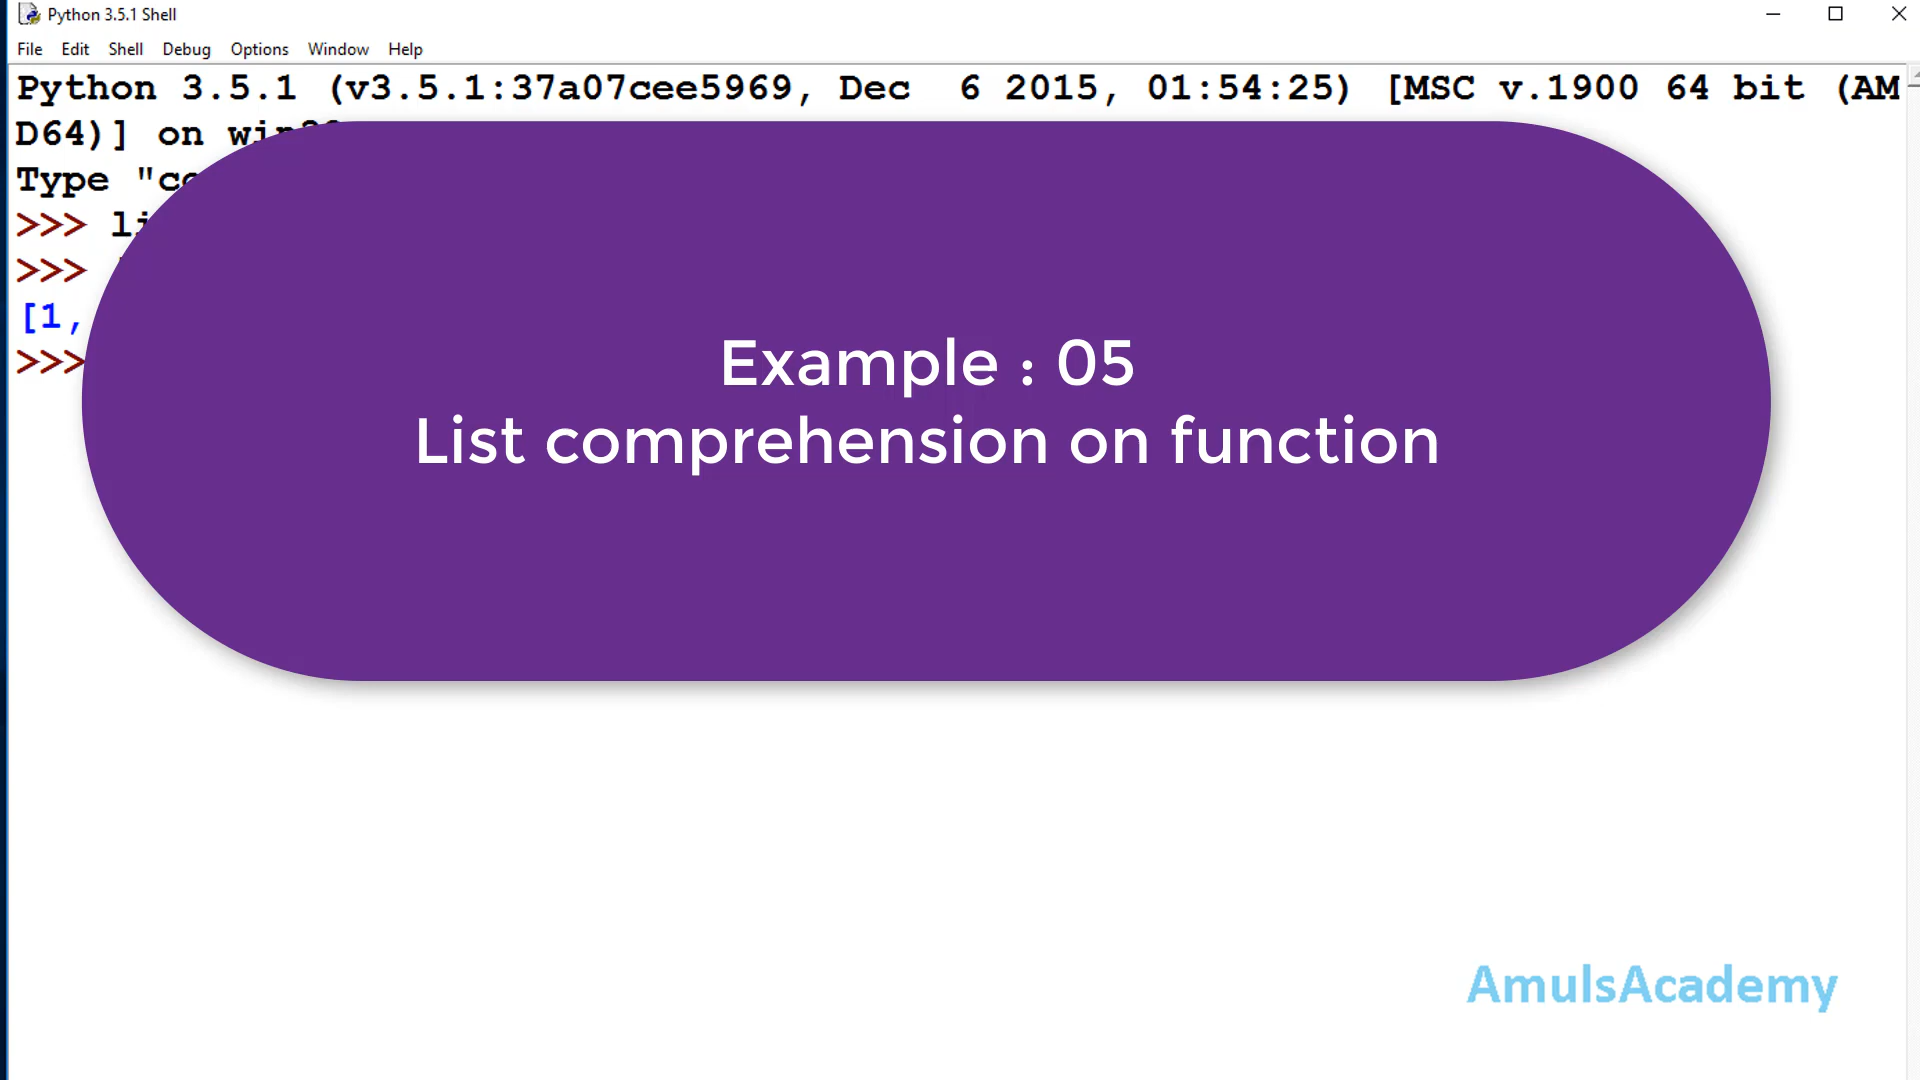 Python 3.5.1 Shell
File Edit Shell Debug Options Window Help
Python 3.5.1 (v3.5.1:37a07cee5969, Dec  6 2015, 01:54:25) [MSC v.1900 64 bit (AM
D64)] on
Type
>>>
>>>
[1,
>>>
Example : 05
List comprehension on function
AmulsAcademy